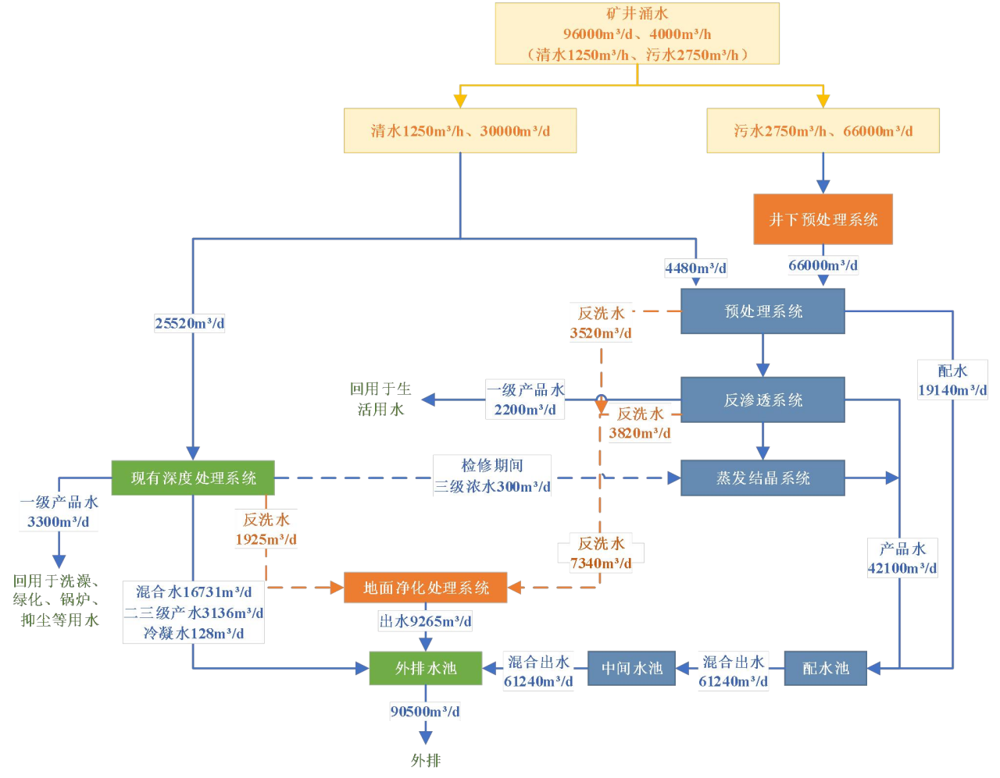 矿井涌水
96000m³/d、4000m³/h
（清水1250m³/h、污水2750m³/h）
清水1250m³/h、30000m³/d
污水2750m³/h、66000m³/d
井下预处理系统
4480m³/d
66000m³/d
25520m³/d
反洗水
3520m³/d
预处理系统
配水
19140m³/d
回用于生
活用水
一级产品水
2200m³/d
反渗透系统
反洗水
3820m³/d
现有深度处理系统
检修期间
三级浓水300m³/d
蒸发结晶系统
一级产品水
3300m³/d
反洗水
1925m³/d
反洗水
7340m³/d
产品水
42100m³/d
回用于洗澡、
绿化、锅炉、
抑尘等用水
混合水16731m³/d
二三级产水3136m³/d
冷凝水128m³/d
地面净化处理系统
出水9265m³/d
外排水池
混合出水
61240m³/d
中间水池
混合出水
61240m³/d
配水池
90500m³/d
外排